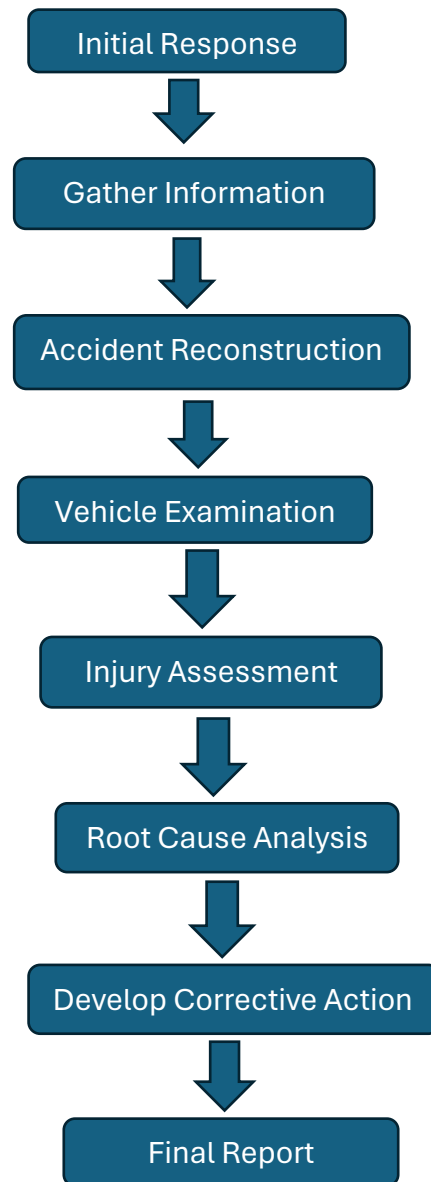 Initial Response
Gather Information
Accident Reconstruction
Vehicle Examination
Injury Assessment
Root Cause Analysis
Develop Corrective Action
Final Report